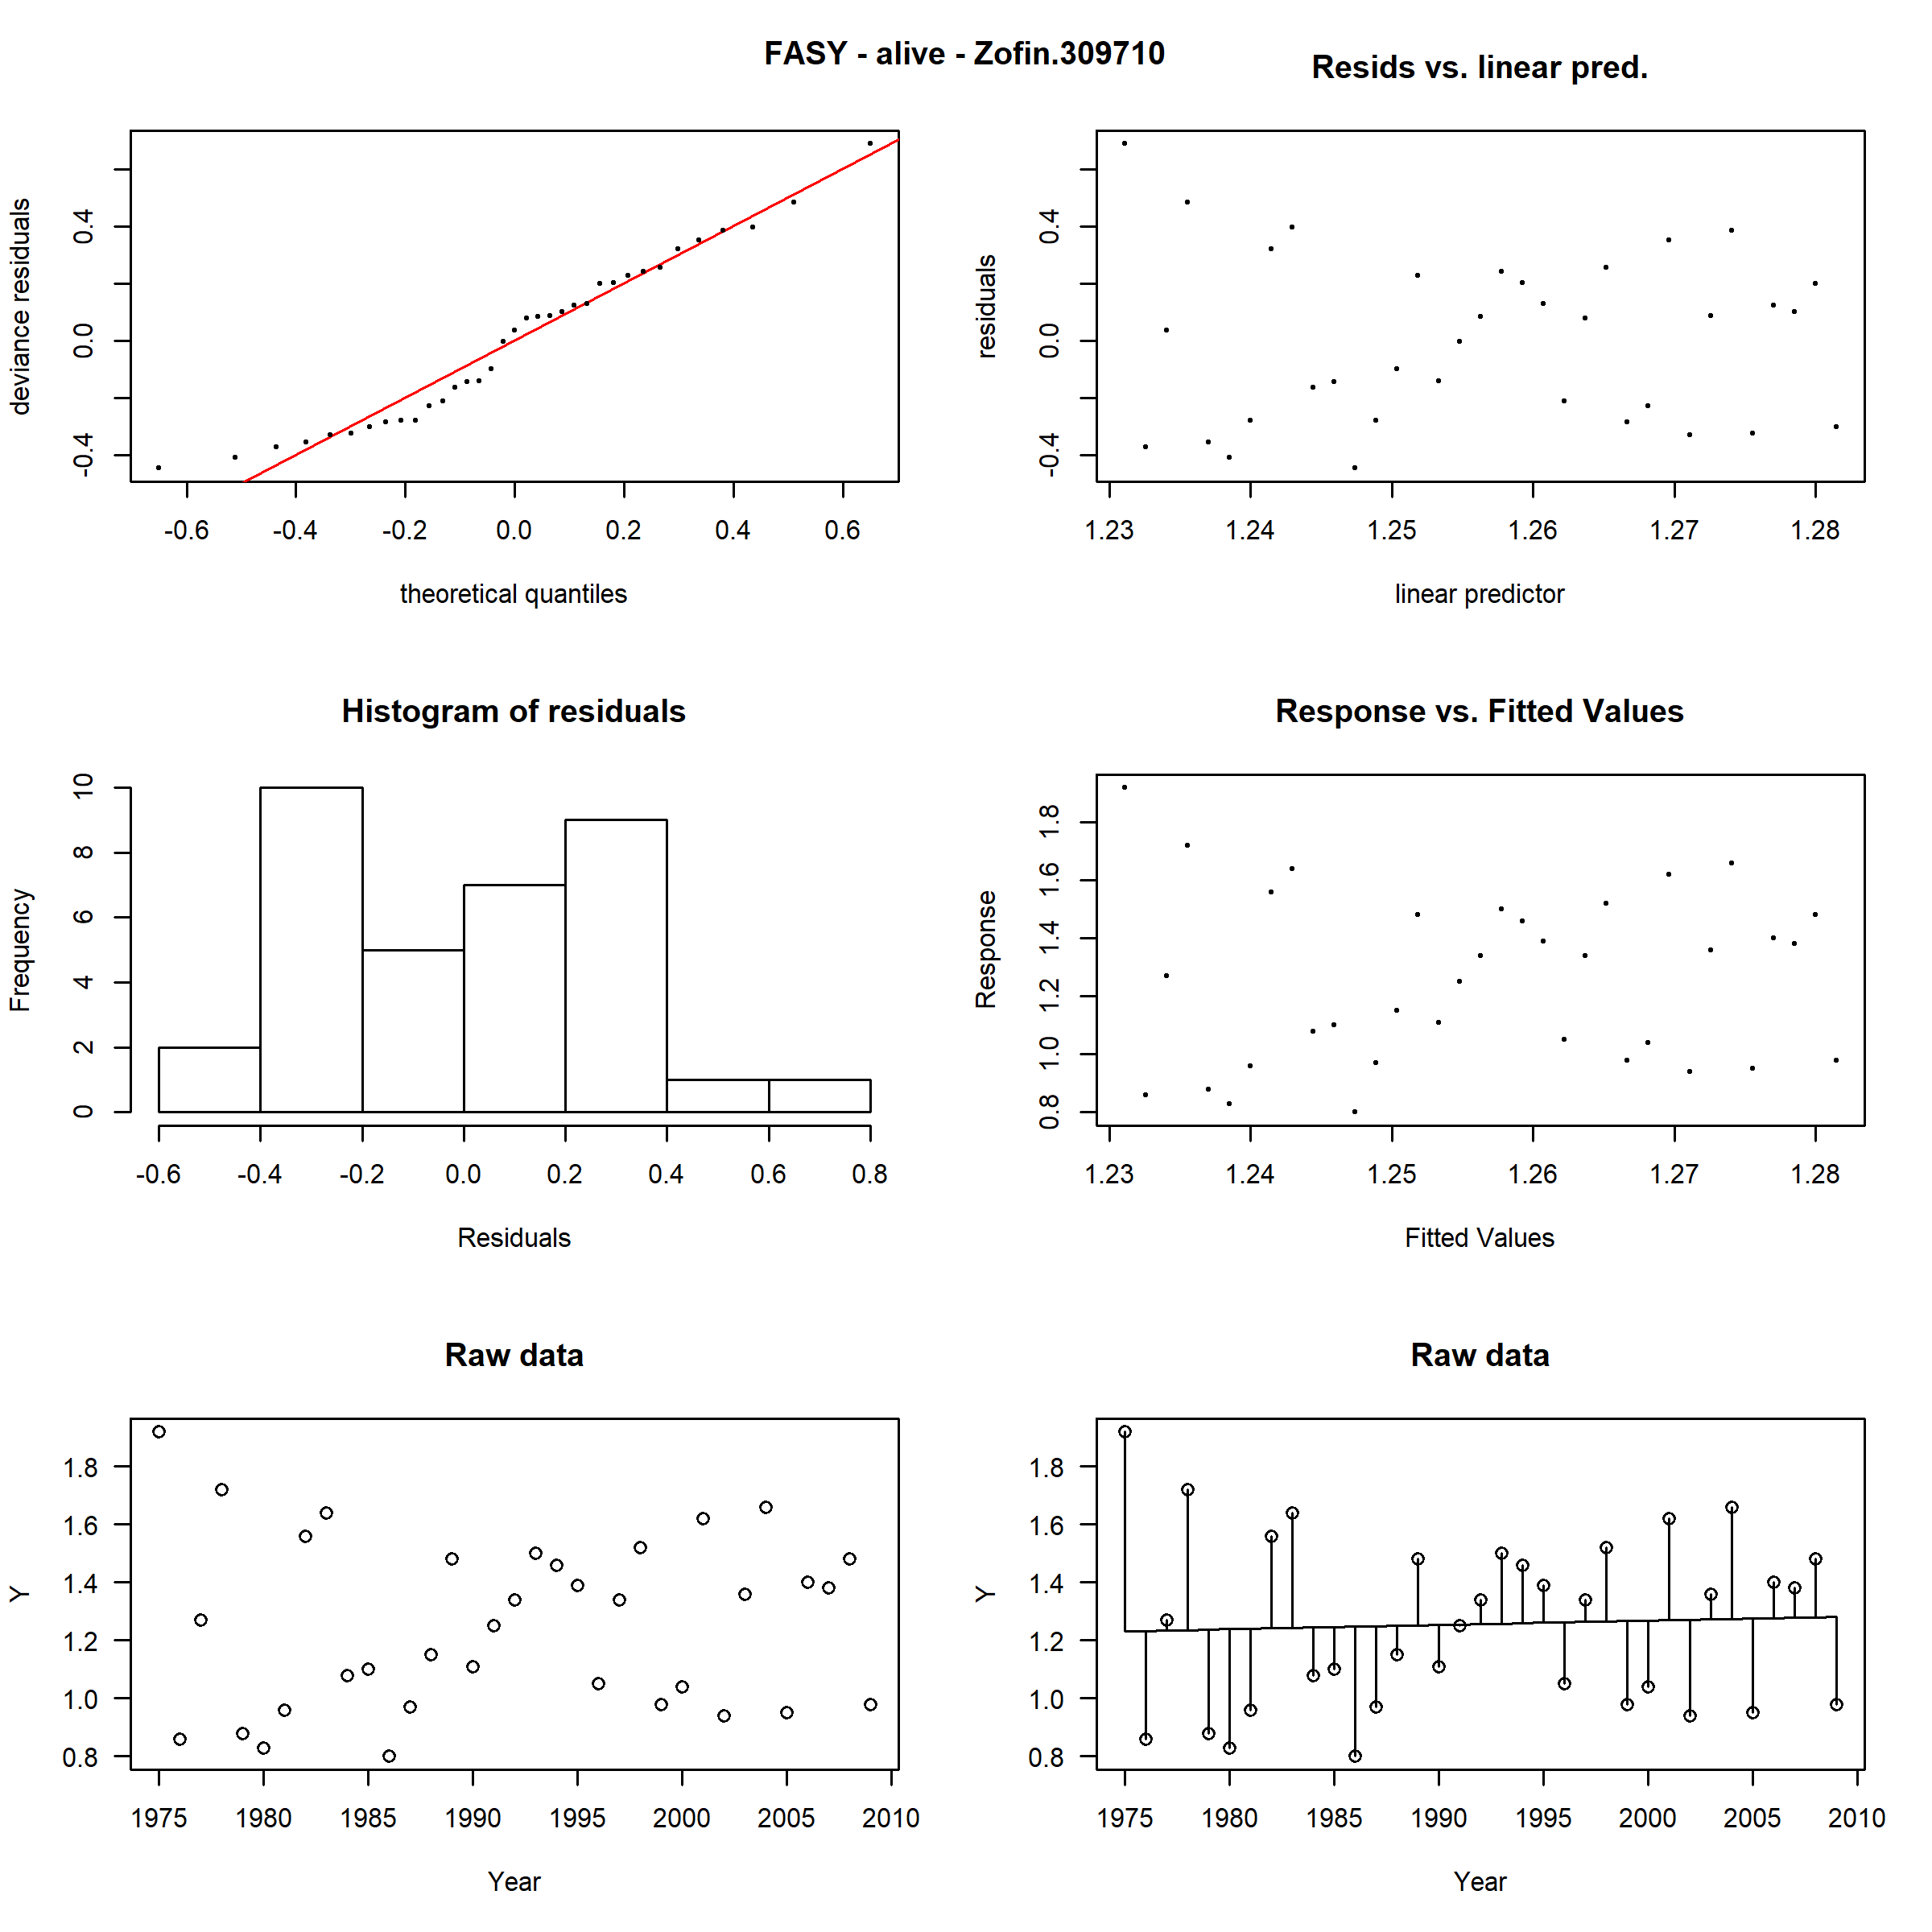 FASY - alive - Zofin.309710
Resids vs. linear pred.
deviance residuals
-0.4 0.0 0.4
-0.6 -0.4 -0.2 0.0 0.2 0.4 0.6
theoretical quantiles
residuals
-0.4 0.0 0.4
1.23 1.24 1.25 1.26 1.27 1.28
linear predictor
Histogram of residuals
Frequency
0 2 4 6 8 10
-0.6 -0.4 -0.2 0.0 0.2 0.4 0.6 0.8
Residuals
Response vs. Fitted Values
Response
0.8 1.0 1.2 1.4 1.6 1.8
1.23 1.24 1.25 1.26 1.27 1.28
Fitted Values
Raw data
Y
1.8
1.6
1.4
1.2
1.0
0.8
1975 1980 1985 1990 1995 2000 2005 2010
Year
Raw data
Y
1.8
1.6
1.4
1.2
1.0
0.8
1975 1980 1985 1990 1995 2000 2005 2010
Year